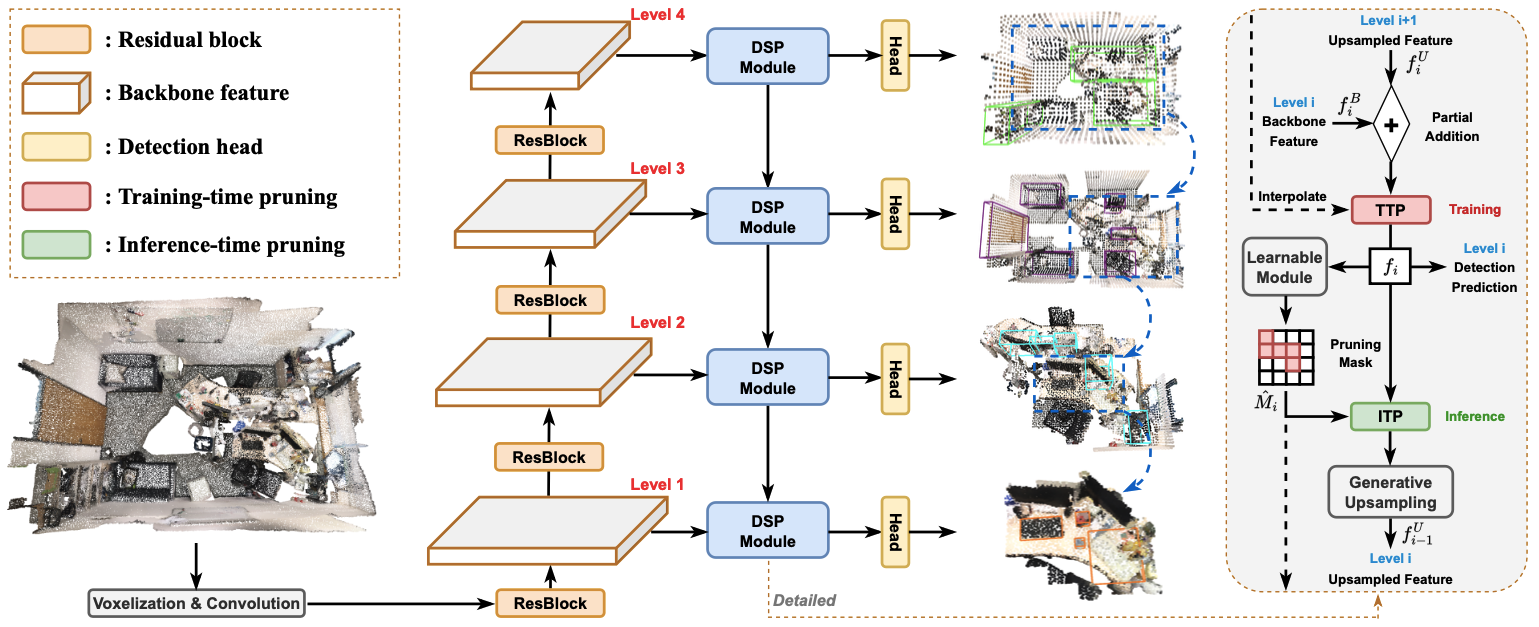 : Residual block
: Backbone feature
: Detection head
: Training-time pruning
: Inference-time pruning
Voxelization & Convolution
Level 4
DSP
Module
Head
ResBlock
Level 3
DSP
Module
Head
ResBlock
Level 2
DSP
Module
Head
ResBlock
Level 1
DSP
Module
Head
ResBlock
Detailed
Level i+1
Upsampled Feature
f_i^U
Level i
Backbone
Feature
f_i^B
+
Partial
Addition
Interpolate
TTP
Training
Learnable
Module
f_i
Level i
Detection
Prediction
Pruning
Mask
M̂_i
ITP
Inference
Generative
Upsampling
f_{i-1}^U
Level i
Upsampled Feature